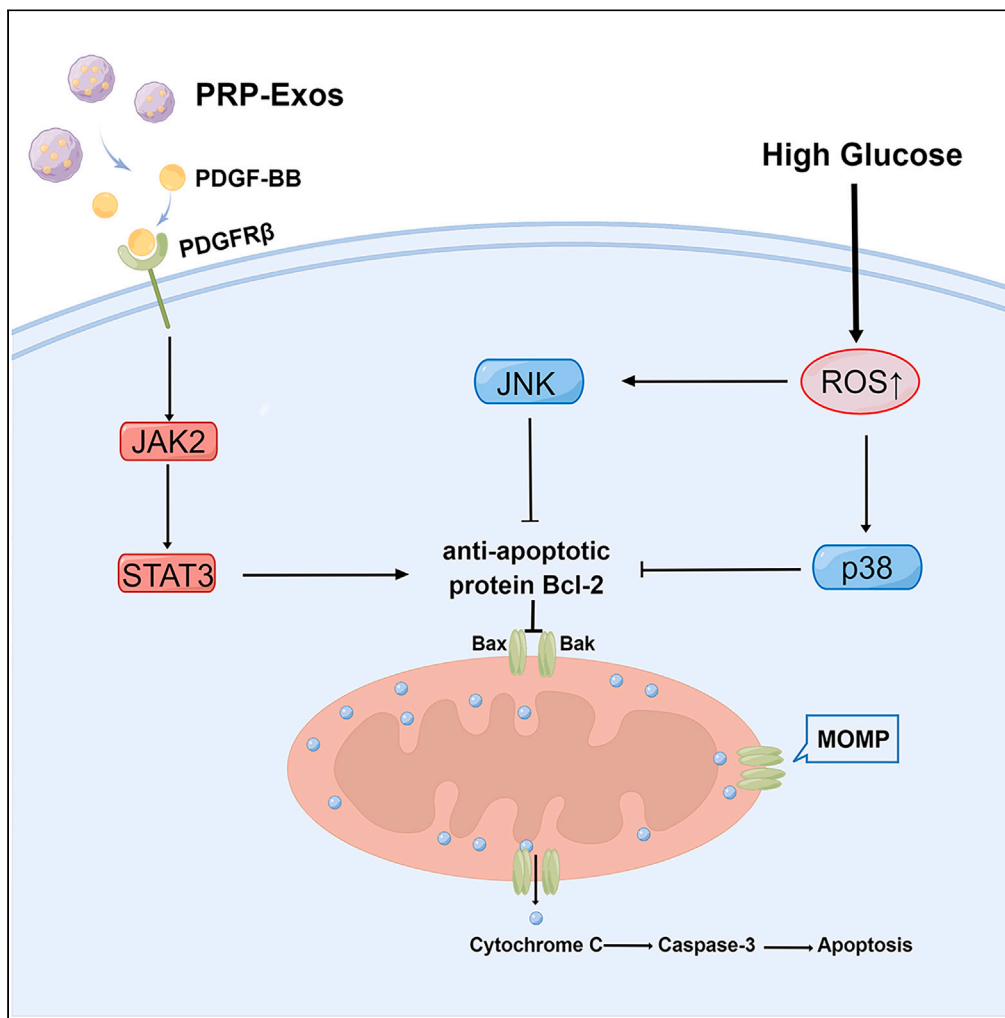 PRP-Exos
High Glucose
PDGF-BB
PDGFRβ
JNK
ROS↑
JAK2
STAT3
anti-apoptotic
protein Bcl-2
p38
Bax
Bak
MOMP
Cytochrome C
Caspase-3
Apoptosis